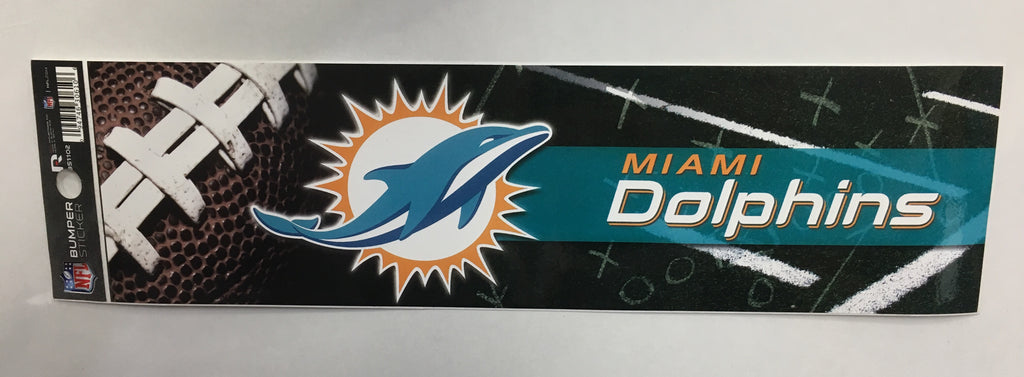 BUMPER
STICKER
NFL
MIAMI
Dolphins